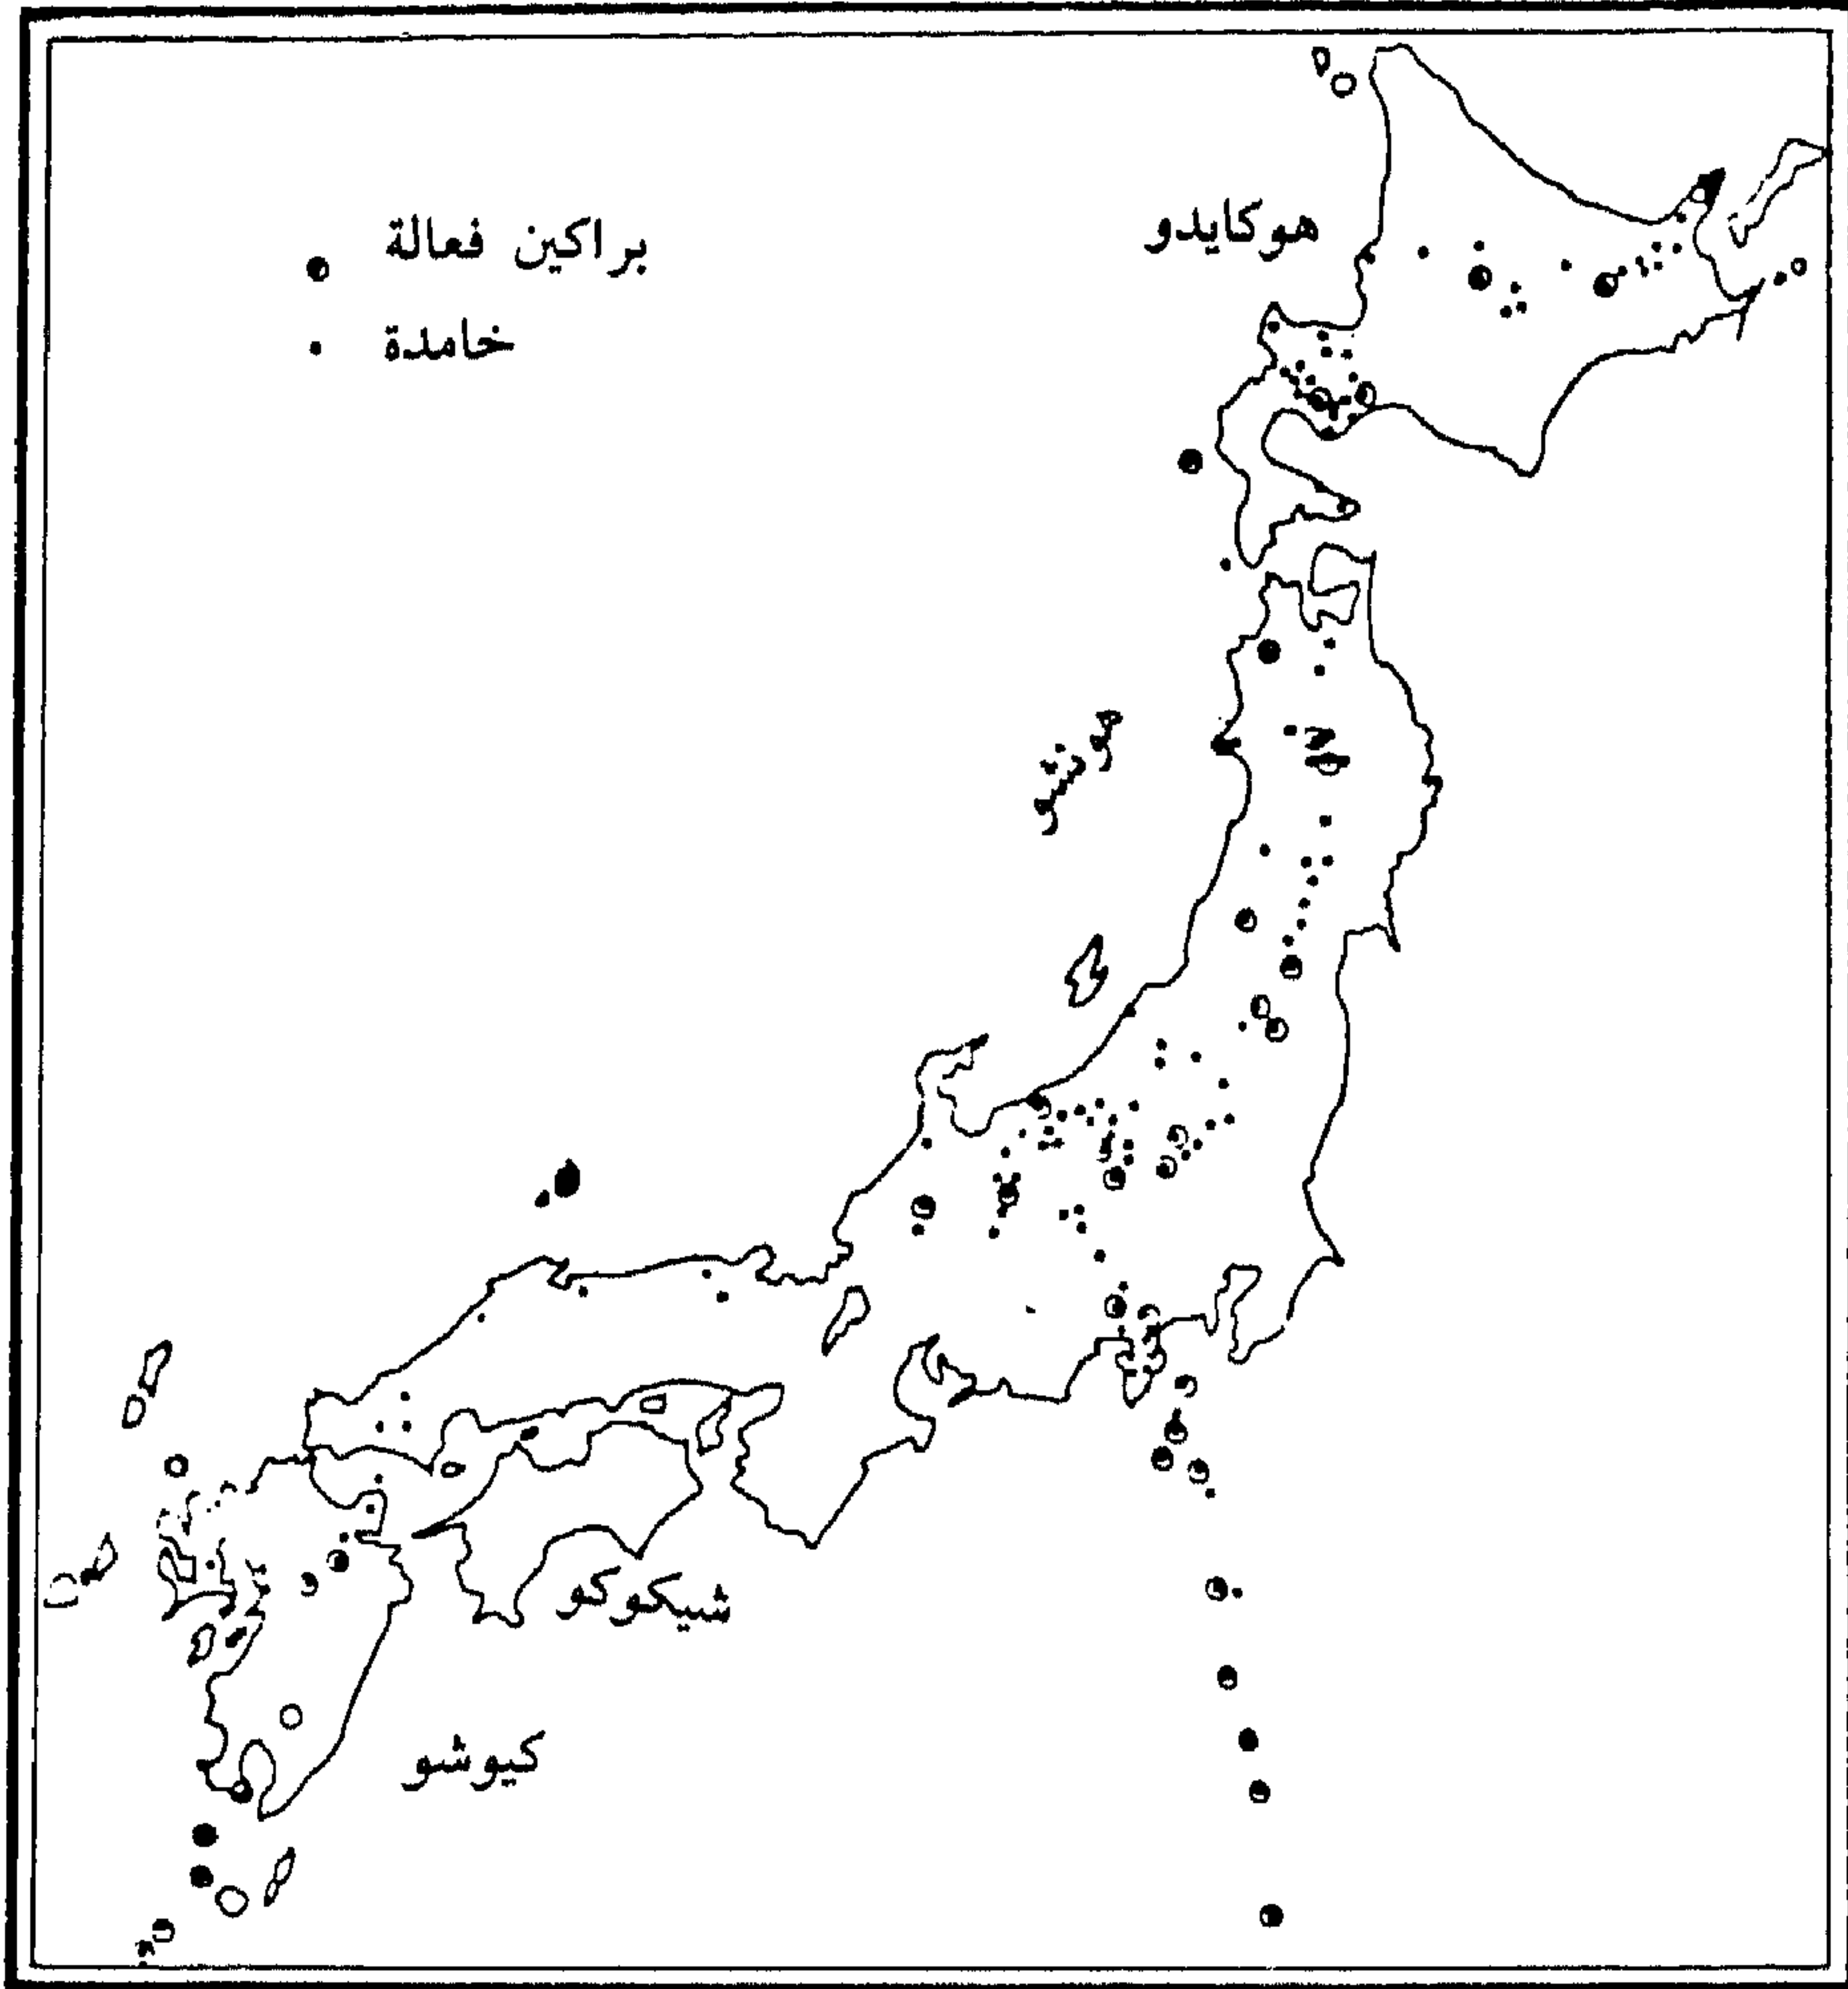 هوكايدو
براكين فعالة
خامدة
هونشو
شيكوكو
كيوشو